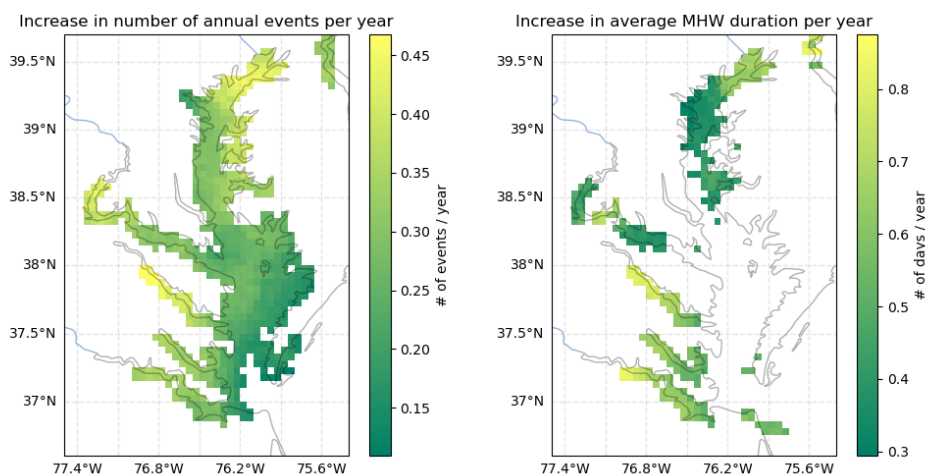 Increase in number of annual events per year
39.5°N
39°N
38.5°N
38°N
37.5°N
37°N
77.4°W 76.8°W 76.2°W 75.6°W
0.45
0.40
0.35
0.30
0.25
0.20
0.15
# of events / year
Increase in average MHW duration per year
39.5°N
39°N
38.5°N
38°N
37.5°N
37°N
77.4°W 76.8°W 76.2°W 75.6°W
0.8
0.7
0.6
0.5
0.4
0.3
# of days / year